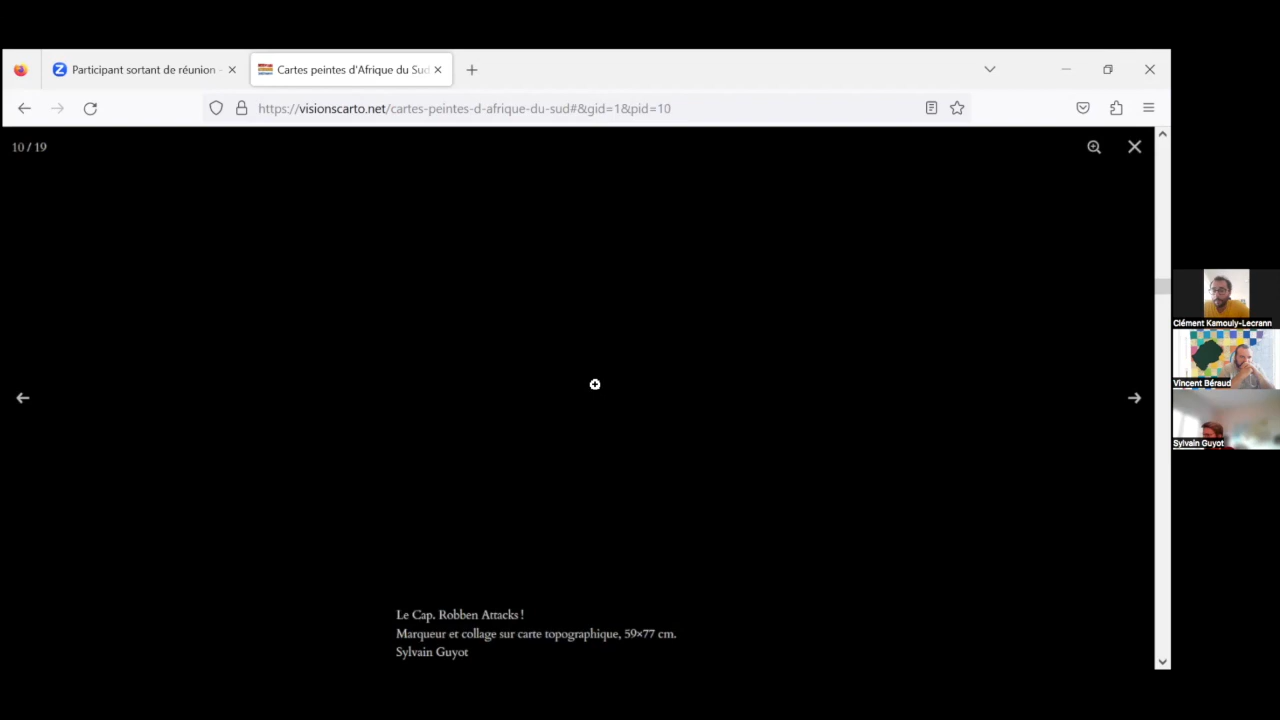 Participant sortant de réunion -
Cartes peintes d'Afrique du Sud
https://visionscarto.net/cartes-peintes-d-afrique-du-sud#&gid=1&pid=10
10 / 19
Clément Kamouly-Lecrann
Vincent Béraud
Sylvain Guyot
Le Cap. Robben Attacks !
Marqueur et collage sur carte topographique, 59×77 cm.
Sylvain Guyot